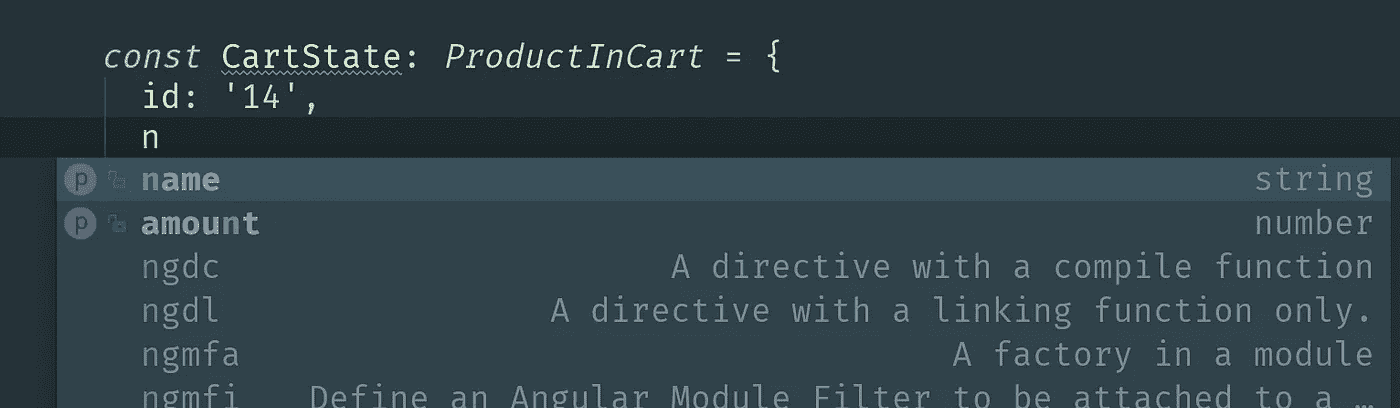 const CartState: ProductInCart = {
id: '14',
n
p name string
p amount number
ngdc A directive with a compile function
ngdl A directive with a linking function only.
ngmfa A factory in a module
ngmfi Define an Angular Module Filter to be attached to a …